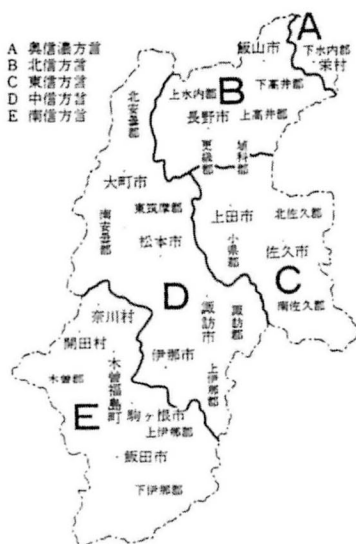 A 奥信濃方言
B 北信方言
C 東信方言
D 中信方言
E 南信方言
A
飯山市
下水内郡
栄村
B
上水内郡
下高井郡
長野市
上高井郡
更級郡
埴科郡
北安曇郡
大町市
東筑摩郡
南安曇郡
松本市
上田市
北佐久郡
小県郡
佐久市
C
南佐久郡
D
諏訪市
諏訪郡
奈川村
開田村
伊那市
上伊那郡
木曽郡
木曽福島町
E
駒ヶ根市
上伊那郡
飯田市
下伊那郡